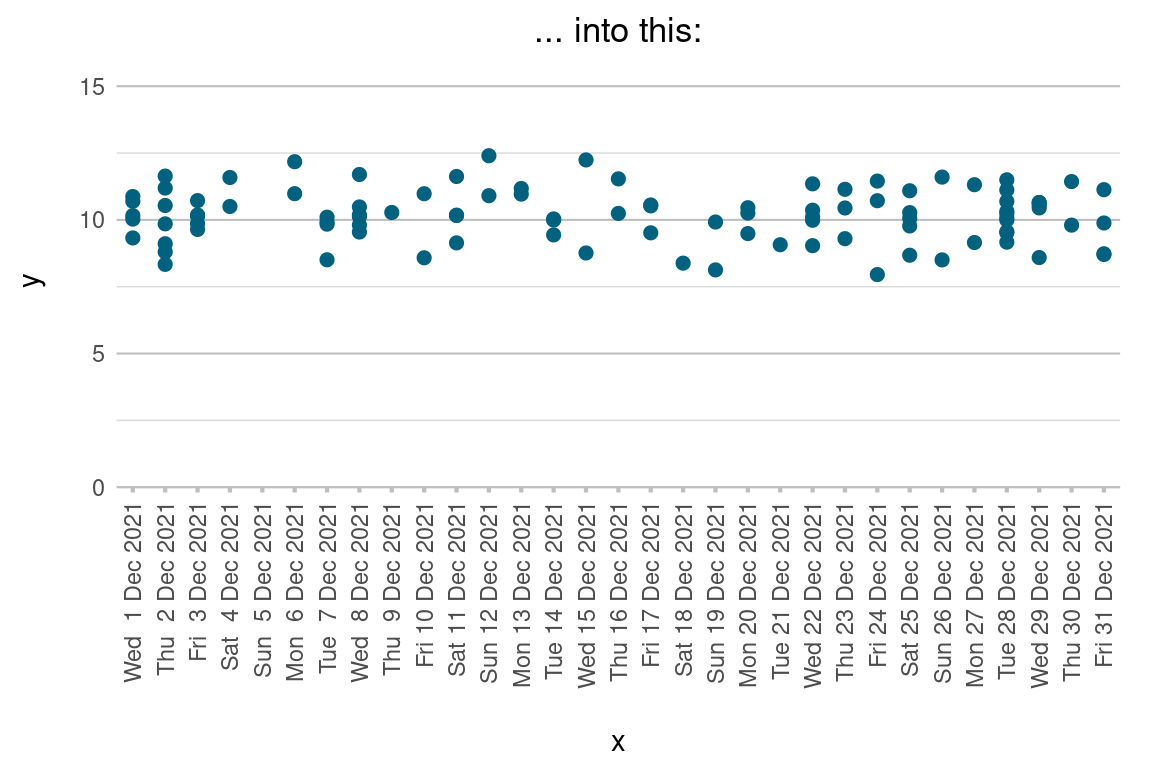 ... into this:
15
10
5
0
y
Wed  1 Dec 2021
Thu  2 Dec 2021
Fri  3 Dec 2021
Sat  4 Dec 2021
Sun  5 Dec 2021
Mon  6 Dec 2021
Tue  7 Dec 2021
Wed  8 Dec 2021
Thu  9 Dec 2021
Fri 10 Dec 2021
Sat 11 Dec 2021
Sun 12 Dec 2021
Mon 13 Dec 2021
Tue 14 Dec 2021
Wed 15 Dec 2021
Thu 16 Dec 2021
Fri 17 Dec 2021
Sat 18 Dec 2021
Sun 19 Dec 2021
Mon 20 Dec 2021
Tue 21 Dec 2021
Wed 22 Dec 2021
Thu 23 Dec 2021
Fri 24 Dec 2021
Sat 25 Dec 2021
Sun 26 Dec 2021
Mon 27 Dec 2021
Tue 28 Dec 2021
Wed 29 Dec 2021
Thu 30 Dec 2021
Fri 31 Dec 2021
x